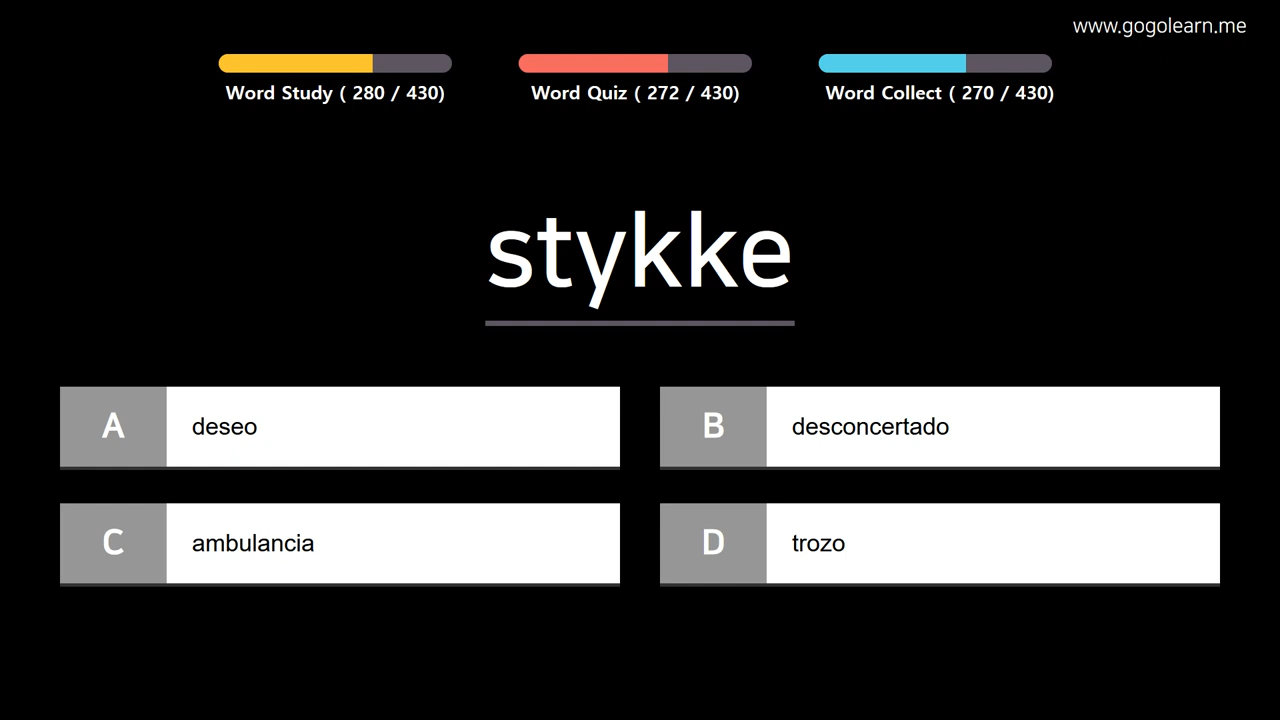 www.gogolearn.me
Word Study ( 280 / 430)
Word Quiz ( 272 / 430)
Word Collect ( 270 / 430)
stykke
A deseo
B desconcertado
C ambulancia
D trozo